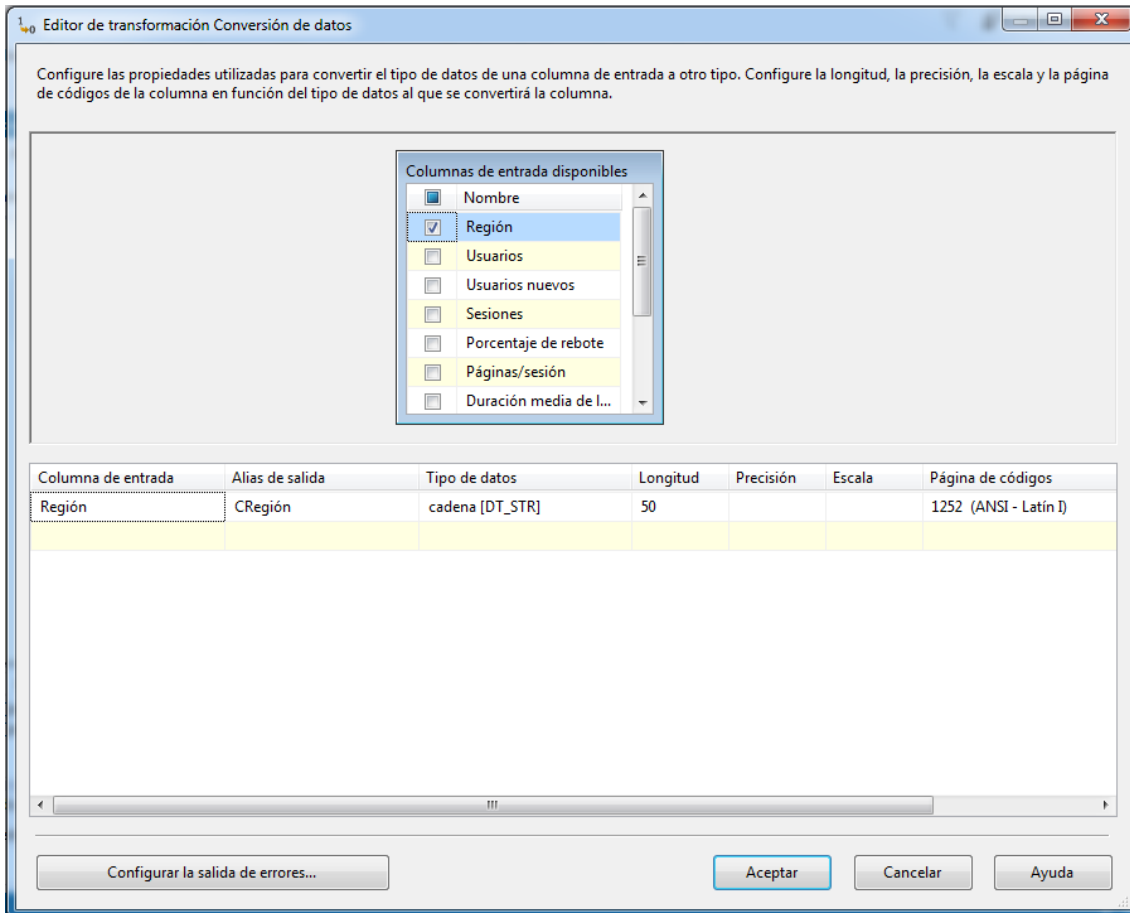 Editor de transformación Conversión de datos
Configure las propiedades utilizadas para convertir el tipo de datos de una columna de entrada a otro tipo. Configure la longitud, la precisión, la escala y la página
de códigos de la columna en función del tipo de datos al que se convertirá la columna.
Columnas de entrada disponibles
Nombre
Región
Usuarios
Usuarios nuevos
Sesiones
Porcentaje de rebote
Páginas/sesión
Duración media de l...
Columna de entrada Alias de salida Tipo de datos Longitud Precisión Escala Página de códigos
Región CRegión cadena [DT_STR] 50 1252 (ANSI - Latín I)
Configurar la salida de errores... Aceptar Cancelar Ayuda